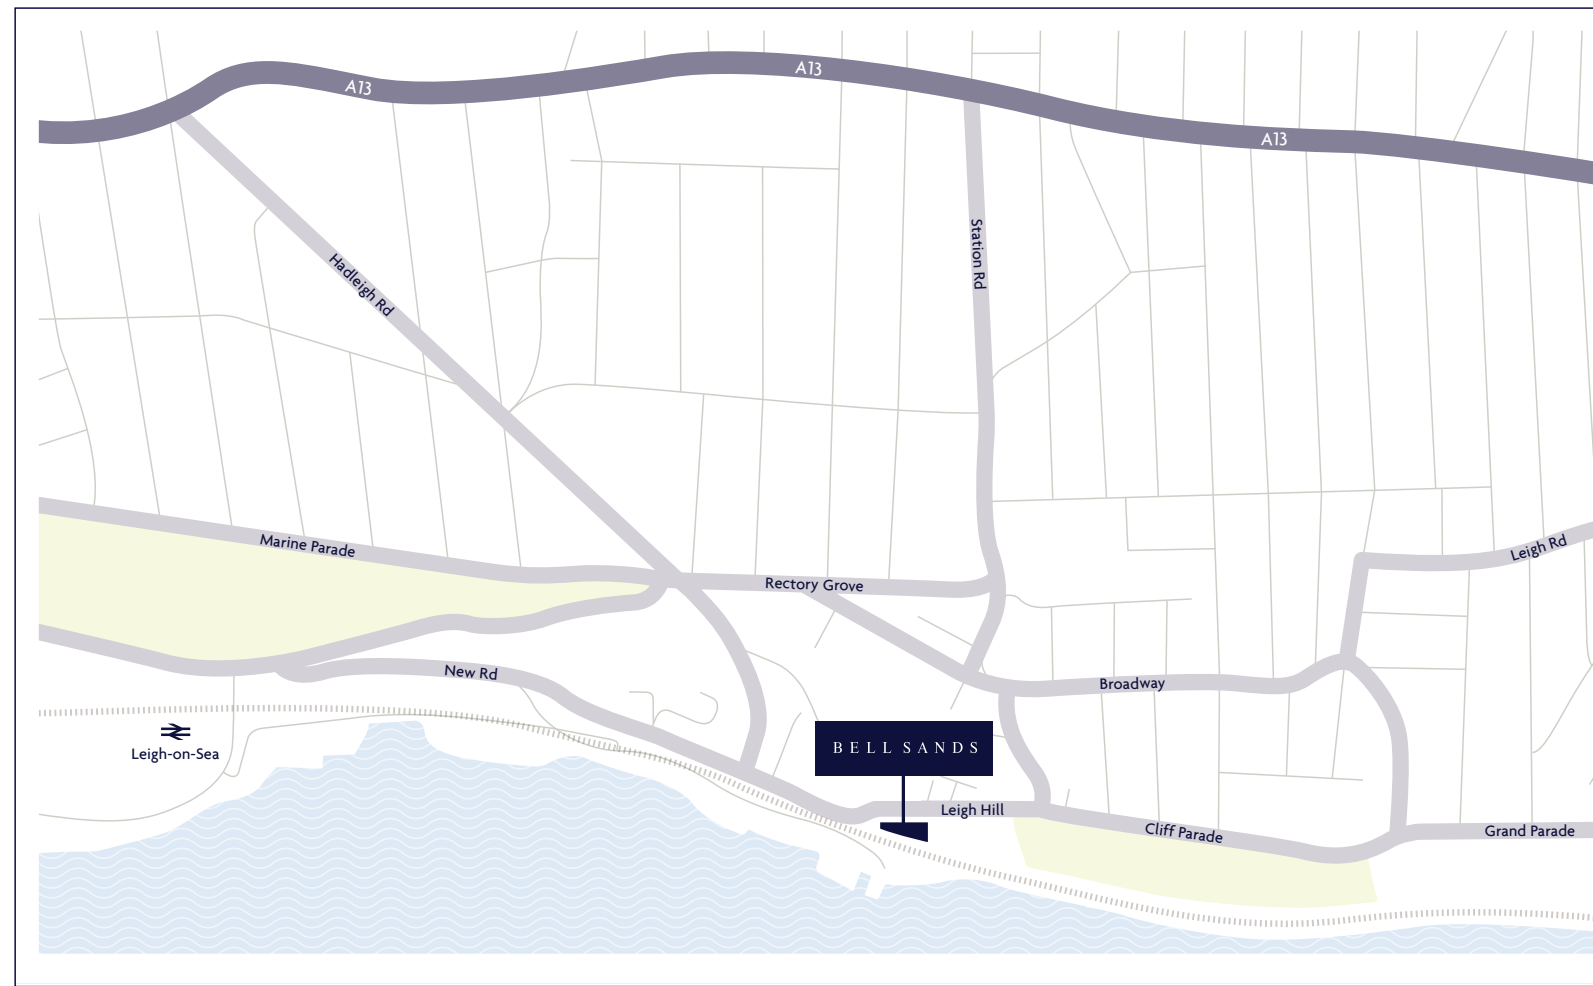 A13
A13
A13
Station Rd
Hadleigh Rd
Marine Parade
Leigh Rd
Rectory Grove
New Rd
Broadway
Leigh-on-Sea
BELL SANDS
Leigh Hill
Cliff Parade
Grand Parade